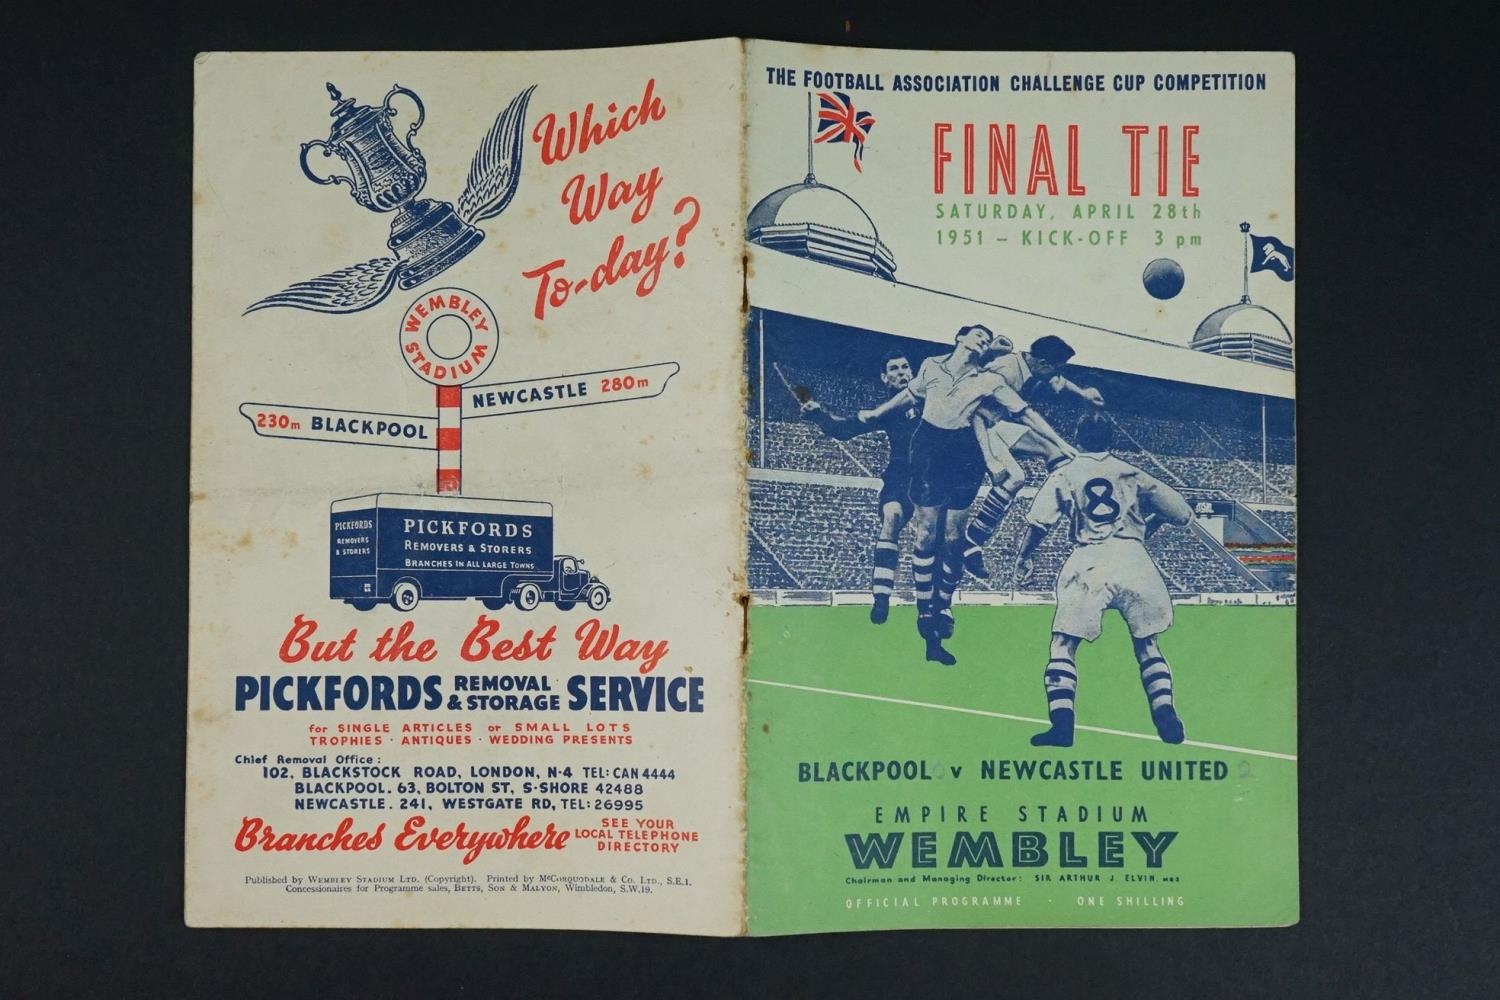 Which
Way
To-day?
WEMBLEY STADIUM
NEWCASTLE 280m
230m BLACKPOOL
PICKFORDS
REMOVERS
& STORERS
PICKFORDS
REMOVERS & STORERS
BRANCHES IN ALL LARGE TOWNS
But the Best Way
PICKFORDS REMOVAL & STORAGE SERVICE
for SINGLE ARTICLES or SMALL LOTS
TROPHIES · ANTIQUES · WEDDING PRESENTS
Chief Removal Office:
102, BLACKSTOCK ROAD, LONDON, N·4 TEL: CAN 4444
BLACKPOOL. 63, BOLTON ST, S·SHORE 42488
NEWCASTLE. 241, WESTGATE RD, TEL: 26995
Branches Everywhere SEE YOUR
LOCAL TELEPHONE
DIRECTORY
Published by WEMBLEY STADIUM LTD. (Copyright). Printed by MCCORQUODALE & CO. LTD., S.E.1.
Concessionaires for Programme sales, BETTS, SON & MALYON, Wimbledon, S.W.19.
THE FOOTBALL ASSOCIATION CHALLENGE CUP COMPETITION
FINAL TIE
SATURDAY, APRIL 28th
1951 – KICK-OFF 3 pm
8
BLACKPOOL 0 v NEWCASTLE UNITED 2
EMPIRE STADIUM
WEMBLEY
Chairman and Managing Director: SIR ARTHUR J. ELVIN. MBE
OFFICIAL PROGRAMME · ONE SHILLING